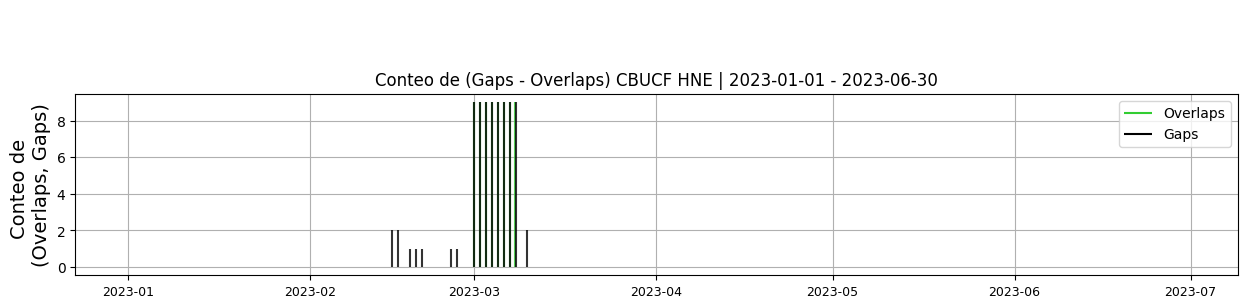 Conteo de (Gaps - Overlaps) CBUCF HNE | 2023-01-01 - 2023-06-30
Conteo de
(Overlaps, Gaps)
8
6
4
2
0
Overlaps
Gaps
2023-01
2023-02
2023-03
2023-04
2023-05
2023-06
2023-07